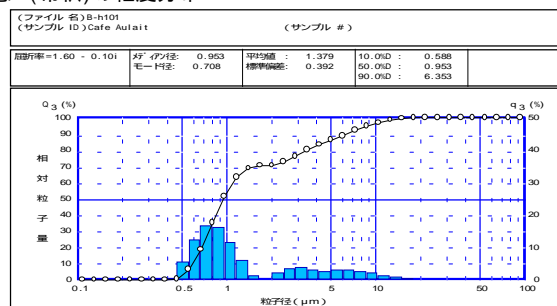 (ファイル 名)B-h101
(サンプル ID)Cafe Aulait (サンプル #)
屈折率=1.60 - 0.10i メディアン径: 0.953 平均値 : 1.379 10.0%D : 0.588
モード径: 0.708 標準偏差: 0.392 50.0%D : 0.953
90.0%D : 6.353
Q3 (%) q3 (%)
100 50
90
80 40
70
60 30
50
40 20
30
20 10
10
0 0
相対粒子量
0.1 0.5 1 5 10 50 100
粒子径(μm)